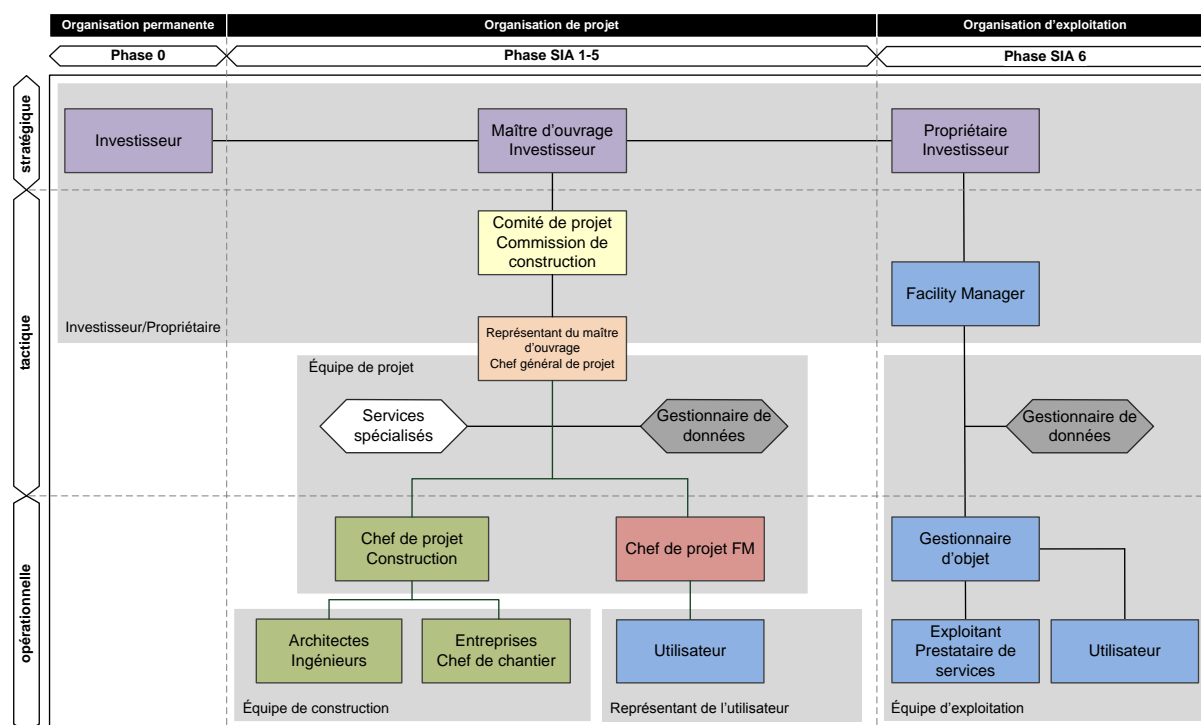 Organisation permanente
Organisation de projet
Organisation d'exploitation
Phase 0
Phase SIA 1-5
Phase SIA 6
stratégique
Investisseur
Maître d'ouvrage
Investisseur
Propriétaire
Investisseur
tactique
Comité de projet
Commission de
construction
Facility Manager
Investisseur/Propriétaire
Représentant du maître
d'ouvrage
Chef général de projet
Équipe de projet
Services
spécialisés
Gestionnaire de
données
Gestionnaire de
données
opérationnelle
Chef de projet
Construction
Chef de projet FM
Gestionnaire
d'objet
Architectes
Ingénieurs
Entreprises
Chef de chantier
Utilisateur
Exploitant
Prestataire de
services
Utilisateur
Équipe de construction
Représentant de l'utilisateur
Équipe d'exploitation